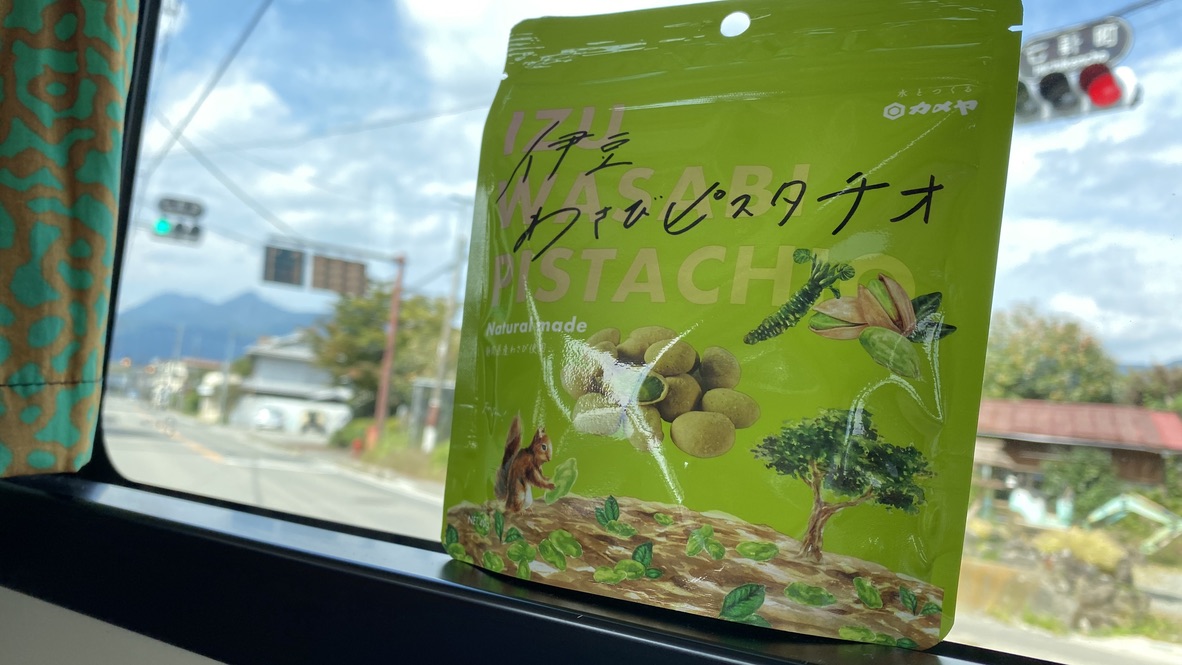 IZU
伊豆
WASABI
わさびピスタチオ
PISTACHIO
Natural made
水とつくる
カメヤ